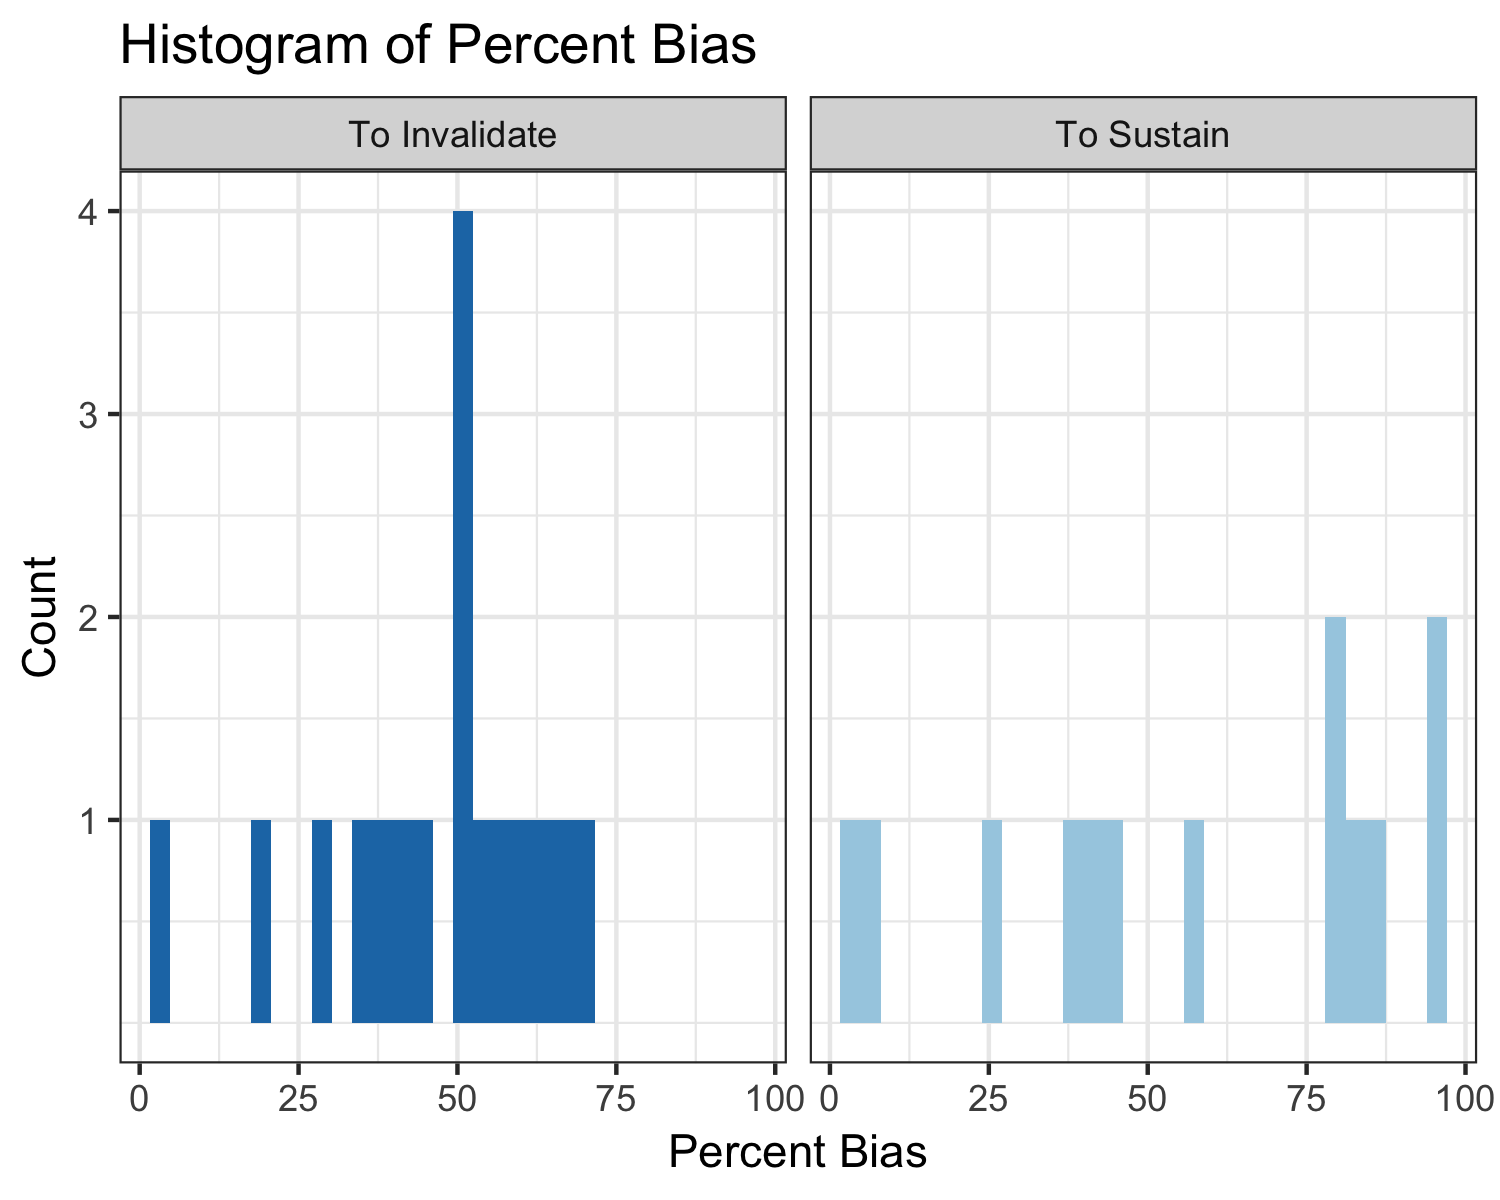 Histogram of Percent Bias
To Invalidate
To Sustain
Count
4
3
2
1
0 25 50 75 100
0 25 50 75 100
Percent Bias